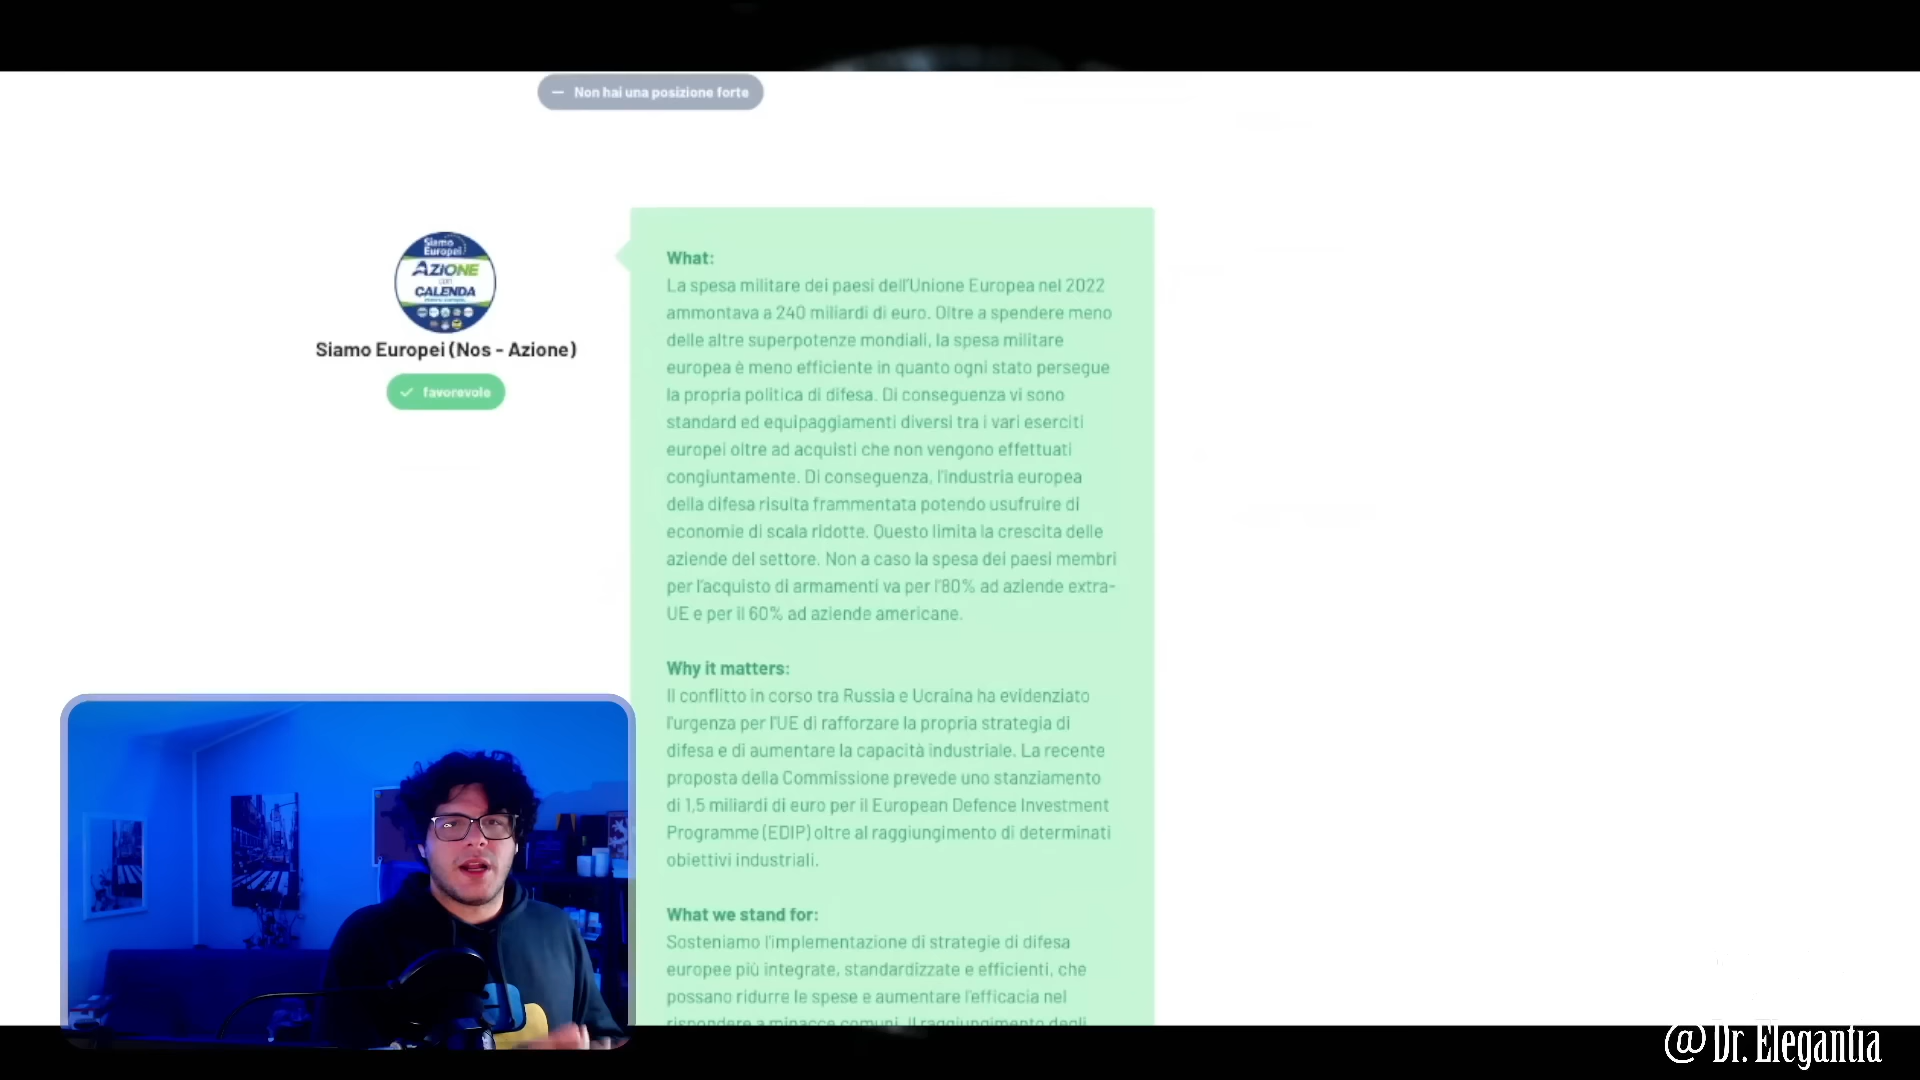 Non hai una posizione forte
Siamo
Europei
AZIONE
con
CALENDA
Siamo Europei (Nos - Azione)
favorevole
What:
La spesa militare dei paesi dell'Unione Europea nel 2022
ammontava a 240 miliardi di euro. Oltre a spendere meno
delle altre superpotenze mondiali, la spesa militare
europea è meno efficiente in quanto ogni stato persegue
la propria politica di difesa. Di conseguenza vi sono
standard ed equipaggiamenti diversi tra i vari eserciti
europei oltre ad acquisti che non vengono effettuati
congiuntamente. Di conseguenza, l'industria europea
della difesa risulta frammentata potendo usufruire di
economie di scala ridotte. Questo limita la crescita delle
aziende del settore. Non a caso la spesa dei paesi membri
per l'acquisto di armamenti va per l'80% ad aziende extra-
UE e per il 60% ad aziende americane.
Why it matters:
Il conflitto in corso tra Russia e Ucraina ha evidenziato
l'urgenza per l'UE di rafforzare la propria strategia di
difesa e di aumentare la capacità industriale. La recente
proposta della Commissione prevede uno stanziamento
di 1,5 miliardi di euro per il European Defence Investment
Programme (EDIP) oltre al raggiungimento di determinati
obiettivi industriali.
What we stand for:
Sosteniamo l'implementazione di strategie di difesa
europee più integrate, standardizzate e efficienti, che
possano ridurre le spese e aumentare l'efficacia nel
rispondere a minacce comuni. Il raggiungimento degli
@Dr. Elegantia